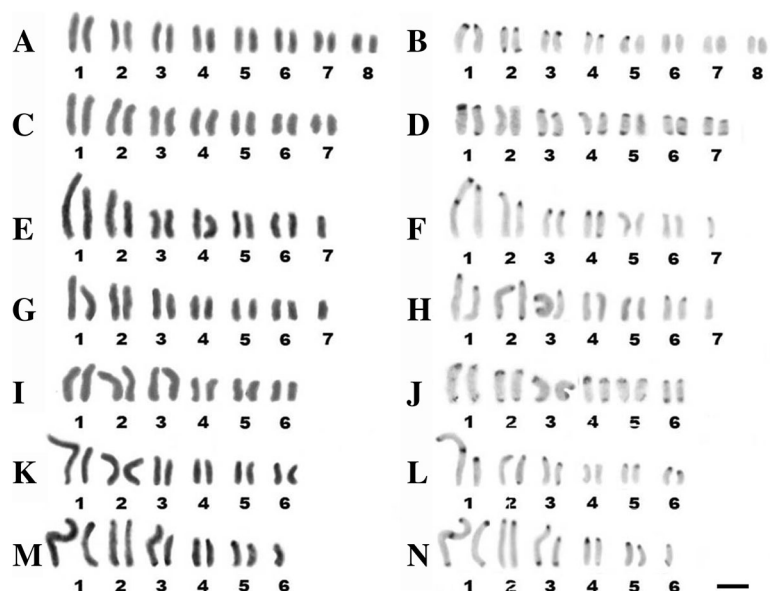 A B
1 2 3 4 5 6 7 8 1 2 3 4 5 6 7 8
C D
1 2 3 4 5 6 7 1 2 3 4 5 6 7
E F
1 2 3 4 5 6 7 1 2 3 4 5 6 7
G H
1 2 3 4 5 6 7 1 2 3 4 5 6 7
I J
1 2 3 4 5 6 1 2 3 4 5 6
K L
1 2 3 4 5 6 1 2 3 4 5 6
M N
1 2 3 4 5 6 1 2 3 4 5 6